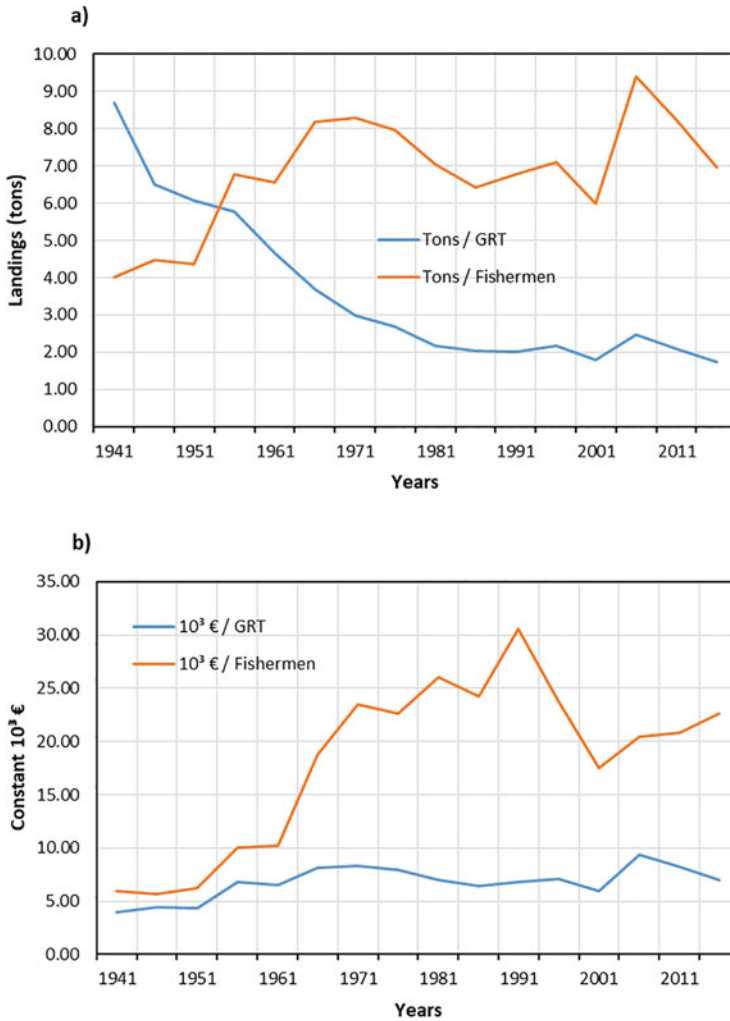 a)
10.00
9.00
8.00
7.00
6.00
5.00
4.00
3.00
2.00
1.00
0.00
Landings (tons)
Tons / GRT
Tons / Fishermen
1941 1951 1961 1971 1981 1991 2001 2011
Years
b)
35.00
30.00
25.00
20.00
15.00
10.00
5.00
0.00
Constant 10³ €
10³ € / GRT
10³ € / Fishermen
1941 1951 1961 1971 1981 1991 2001 2011
Years